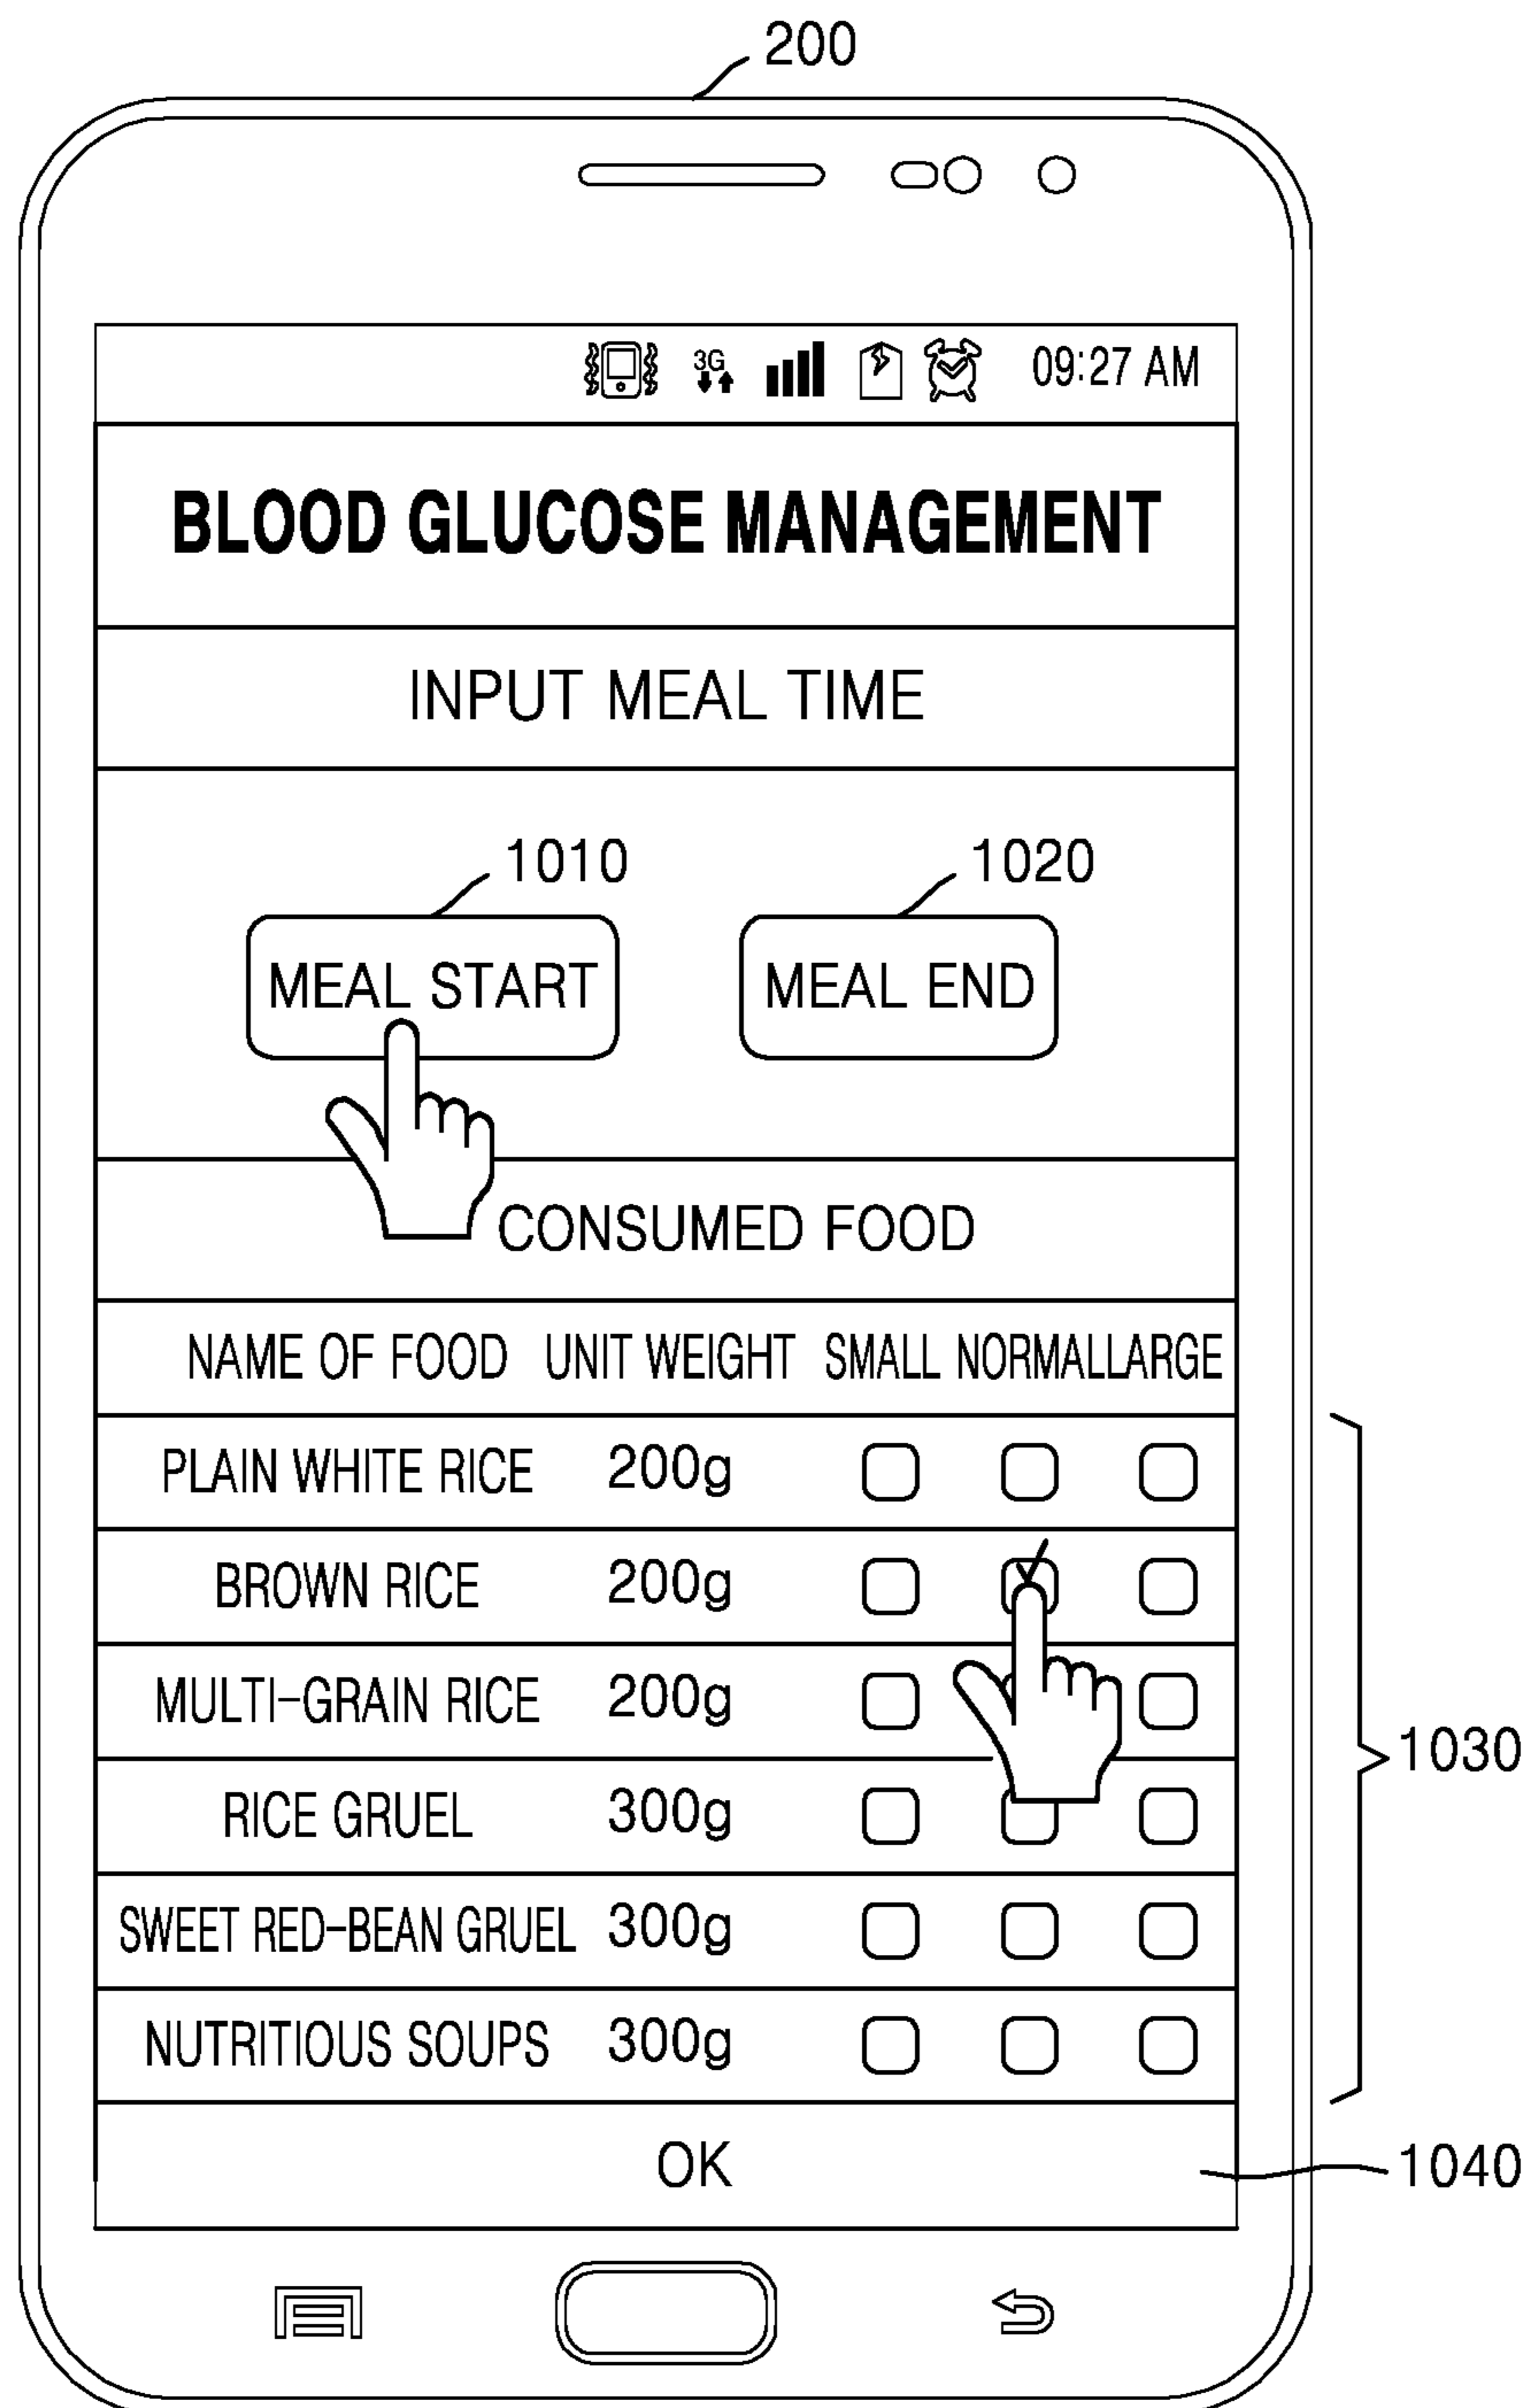 200
3G 09:27 AM
BLOOD GLUCOSE MANAGEMENT
INPUT MEAL TIME
1010 1020
MEAL START MEAL END
CONSUMED FOOD
NAME OF FOOD UNIT WEIGHT SMALL NORMAL LARGE
PLAIN WHITE RICE 200g
BROWN RICE 200g
MULTI-GRAIN RICE 200g
1030
RICE GRUEL 300g
SWEET RED-BEAN GRUEL 300g
NUTRITIOUS SOUPS 300g
OK 1040